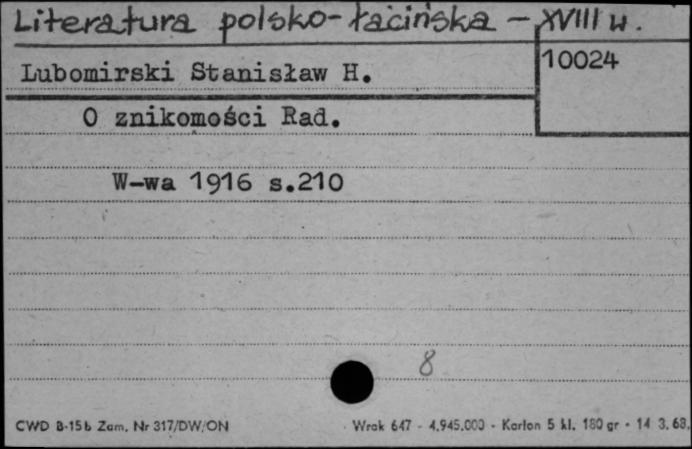 Literatura polsko-łacińska - XVIII w.
Lubomirski Stanisław H.
10024
O znikomości Rad.
W-wa 1916 s.210
8
CWD B-15b Zam. Nr 317/DW/ON Wrak 647 - 4.945.000 - Karton 5 kl. 180 gr - 14 3.68.